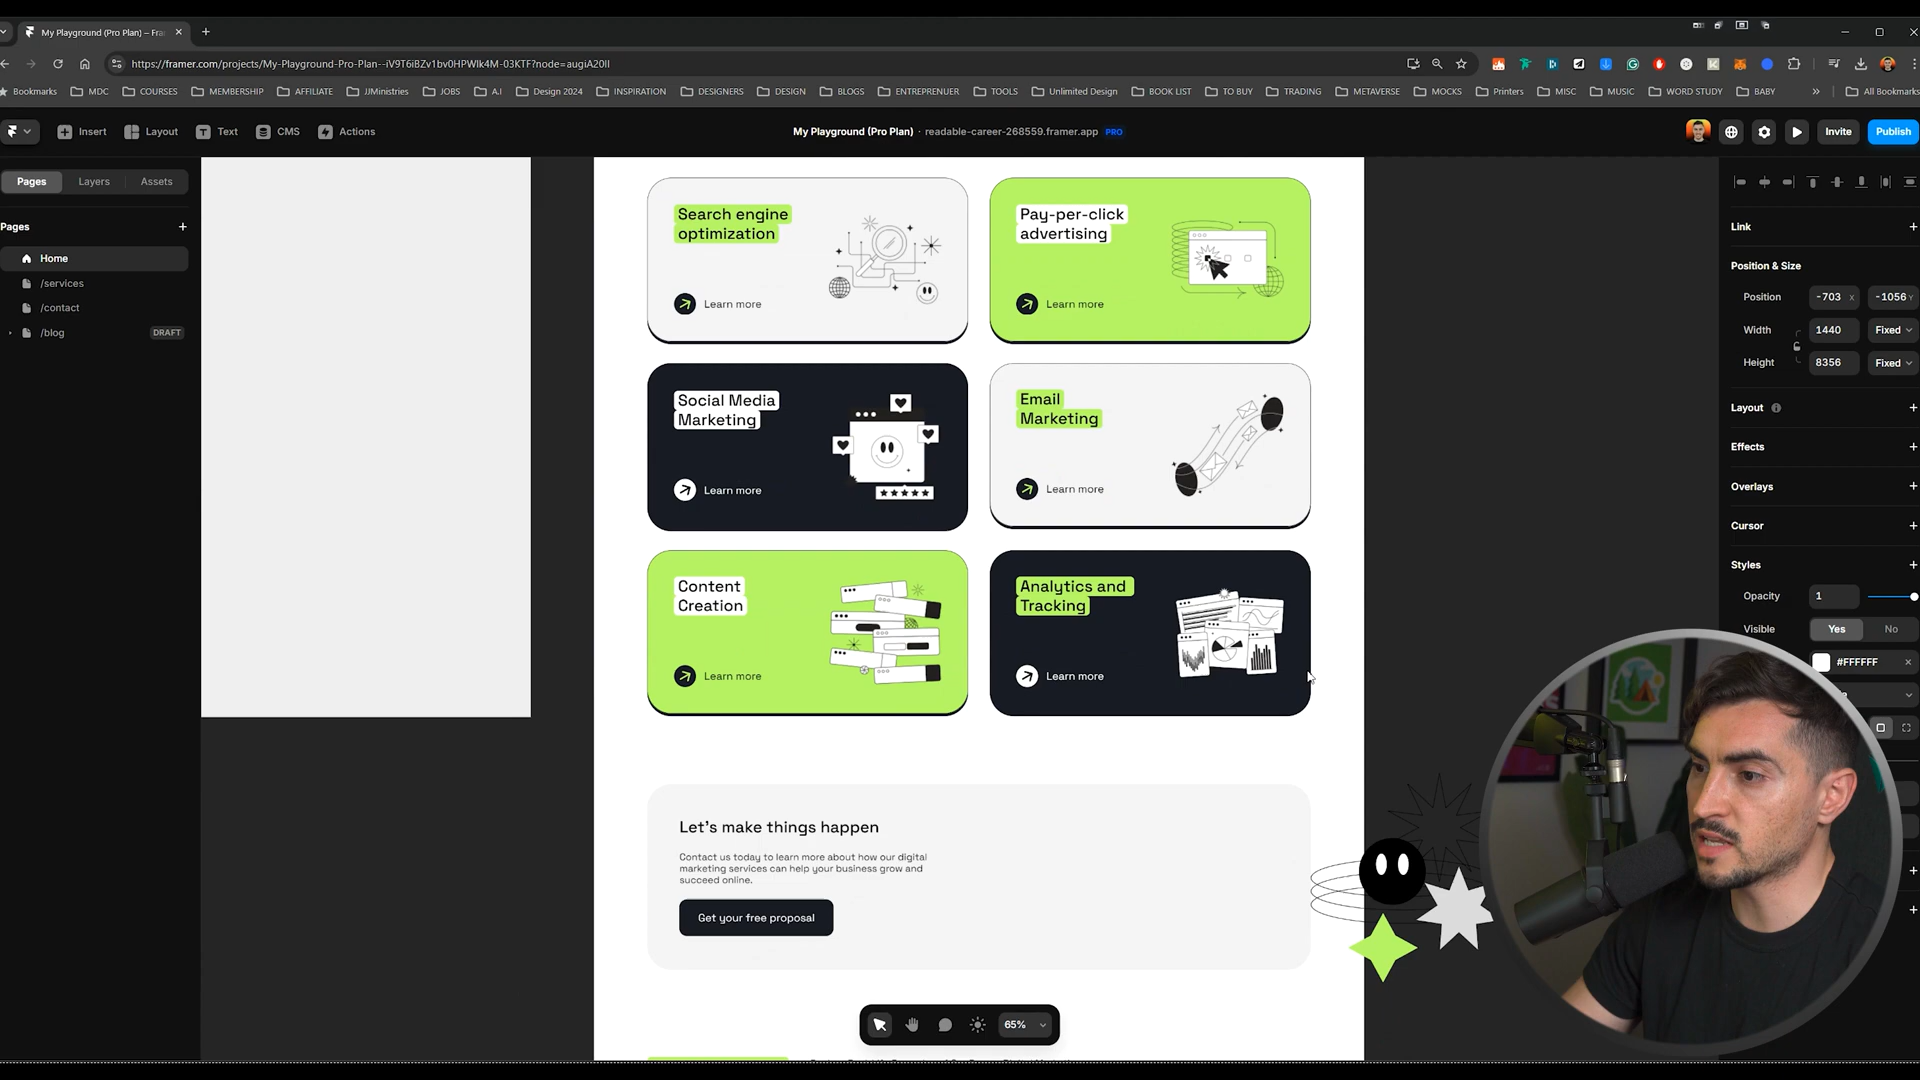 My Playground (Pro Plan) – Fra
https://framer.com/projects/My-Playground-Pro-Plan--iV9T6iBZv1bv0HPWlk4M-03KTF?node=augiA20Il
Bookmarks MDC COURSES MEMBERSHIP AFFILIATE JJMinistries JOBS A.I Design 2024 INSPIRATION DESIGNERS DESIGN BLOGS ENTREPRENUER TOOLS Unlimited Design BOOK LIST TO BUY TRADING METAVERSE MOCKS Printers MISC MUSIC WORD STUDY BABY » All Bookmarks
Insert Layout Text CMS Actions My Playground (Pro Plan) · readable-career-268559.framer.app PRO Invite Publish
Pages Layers Assets
Pages
Home
/services
/contact
/blog DRAFT
Search engine
optimization
Learn more
Pay-per-click
advertising
Learn more
Social Media
Marketing
Learn more
Email
Marketing
Learn more
Content
Creation
Learn more
Analytics and
Tracking
Learn more
Let's make things happen
Contact us today to learn more about how our digital
marketing services can help your business grow and
succeed online.
Get your free proposal
65%
Link
Position & Size
Position -703 X -1056 Y
Width 1440 Fixed
Height 8356 Fixed
Layout
Effects
Overlays
Cursor
Styles
Opacity 1
Visible Yes No
#FFFFFF